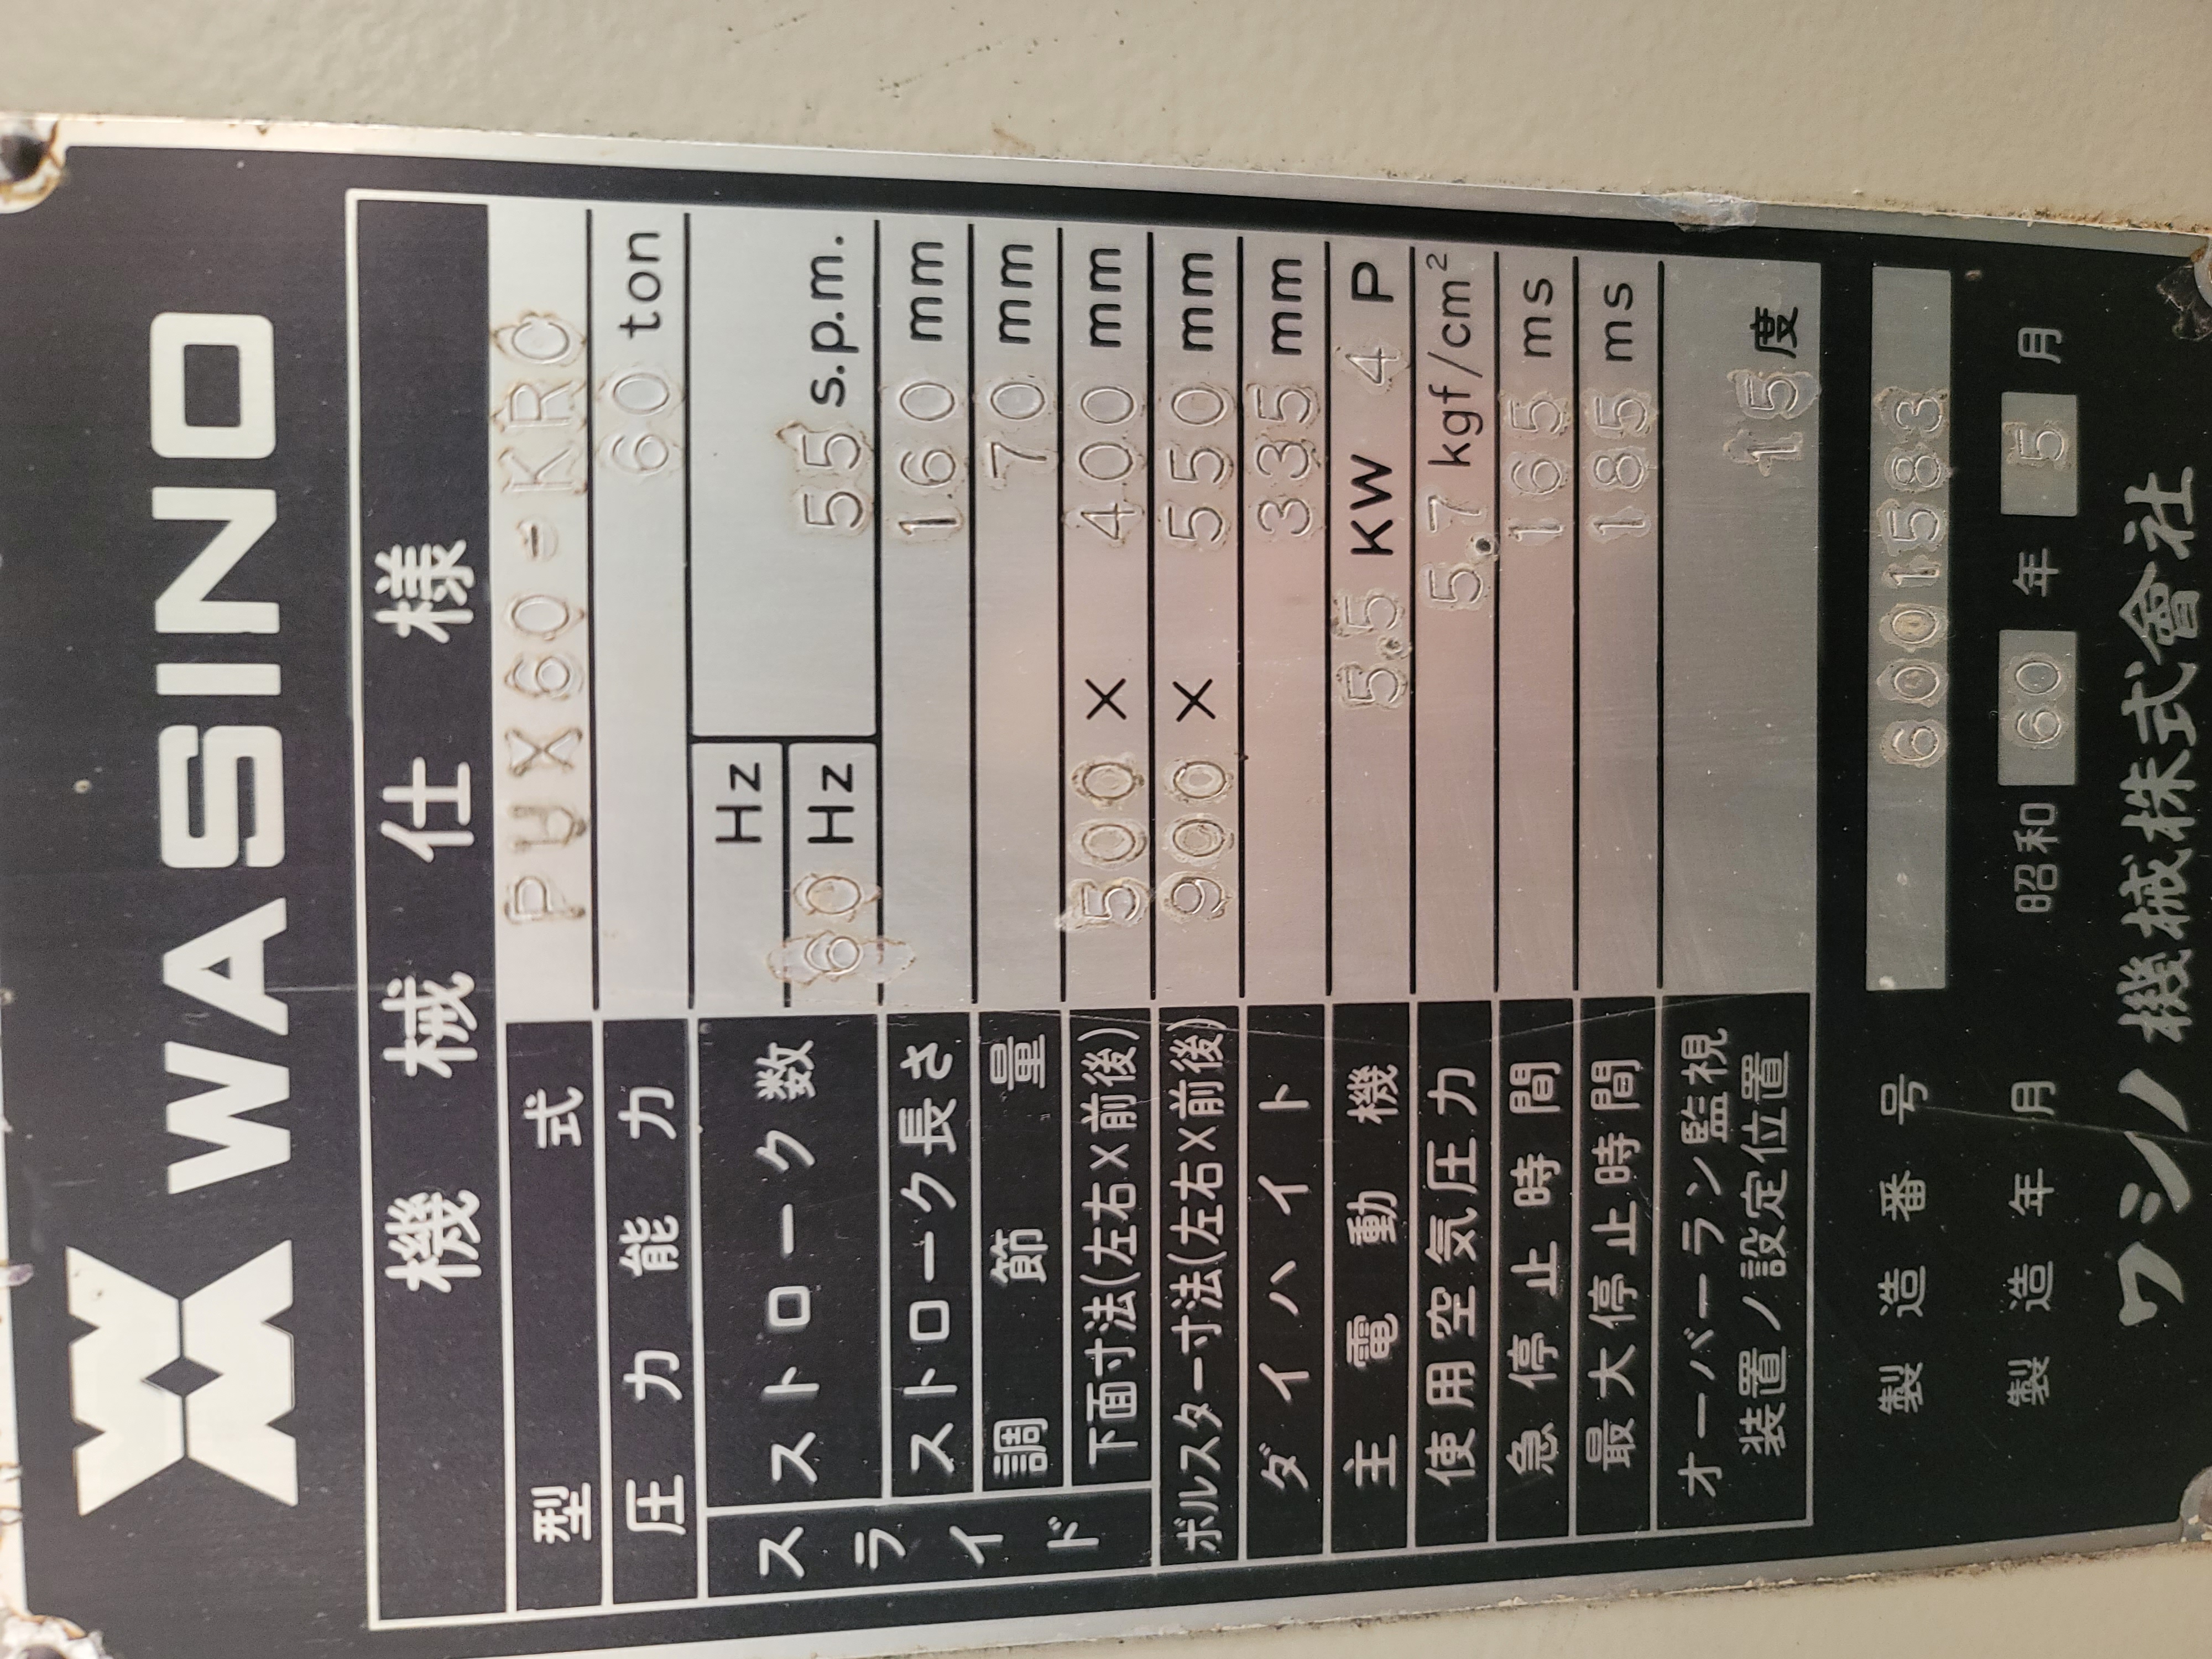 WASINO
機械仕様
型式 PUX60-KRC
圧力能力 60 ton
スライド
ストローク数 Hz
60 Hz 55 s.p.m.
ストローク長さ 160 mm
調節量 70 mm
下面寸法(左右×前後) 500 × 400 mm
ボルスター寸法(左右×前後) 900 × 550 mm
ダイハイト 335 mm
主電動機 5.5 KW 4 P
使用空気圧力 5.7 kgf/cm²
急停止時間 165 ms
最大停止時間 185 ms
オーバーラン監視
装置ノ設定位置 15 度
製造番号 6001583
製造年月 昭和 60 年 5 月
ワシノ機械株式會社